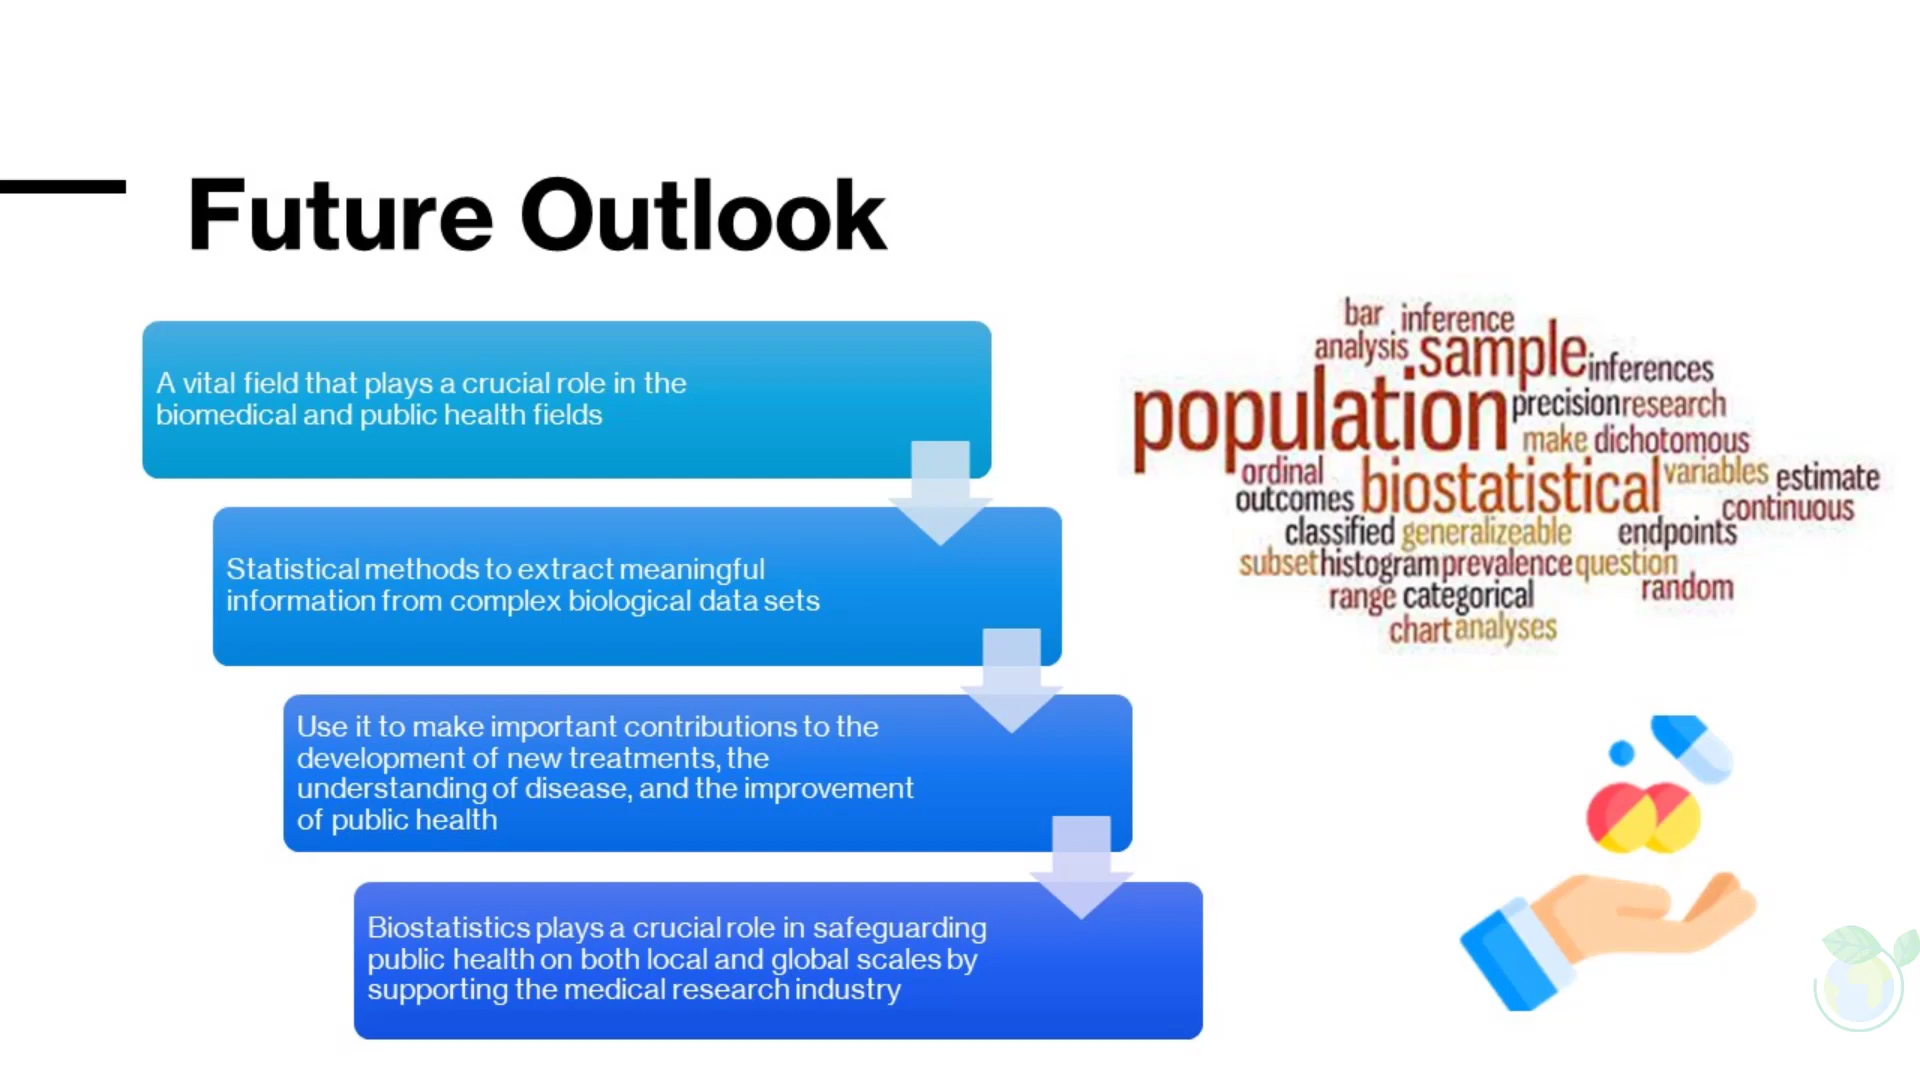 Future Outlook
A vital field that plays a crucial role in the
biomedical and public health fields
Statistical methods to extract meaningful
information from complex biological data sets
Use it to make important contributions to the
development of new treatments, the
understanding of disease, and the improvement
of public health
Biostatistics plays a crucial role in safeguarding
public health on both local and global scales by
supporting the medical research industry
bar inference
analysis sample inferences
population precision research
make dichotomous
ordinal biostatistical variables estimate
outcomes continuous
classified generalizeable endpoints
subset histogram prevalence question
range categorical random
chart analyses